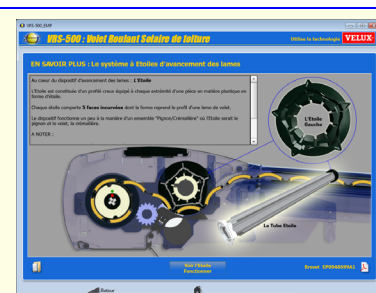 VRS-500_EMP
VRS-500 : Volet Roulant Solaire de toiture
Utilise la technologie
VELUX
EN SAVOIR PLUS : Le système à Etoiles d'avancement des lames
Au coeur du dispositif d'avancement des lames : L'Etoile
L'Etoile est constituée d'un profilé creux équipé à chaque extrémité d'une pièce en matière plastique en
forme d'étoile.
Chaque étoile comporte 5 faces incurvées dont la forme reprend le profil d'une lame de volet.
Le dispositif fonctionne un peu à la manière d'un ensemble "Pignon/Crémaillère" où l'Etoile serait le
pignon et le volet, la crémaillère.
A NOTER :
L'Etoile
Gauche
Le Tube Etoile
Voir l'Etoile
Fonctionner
Retour